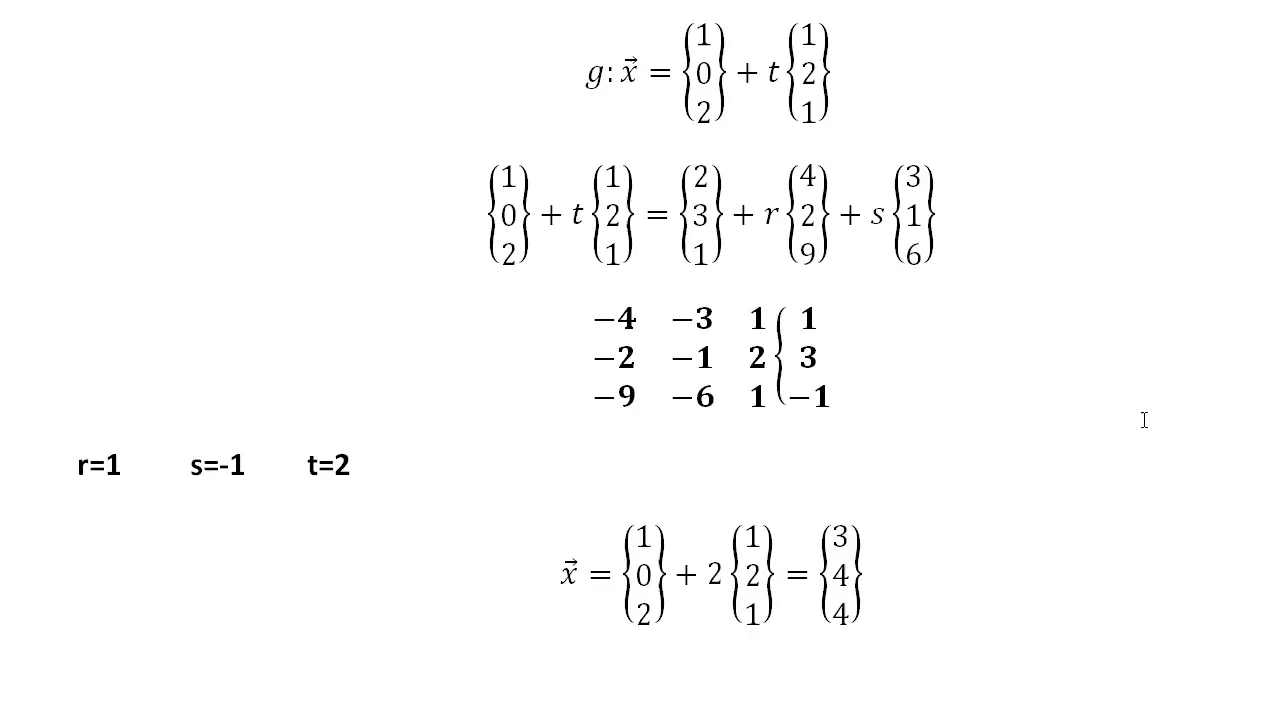 g: x⃗ = {1 0 2} + t {1 2 1}
{1 0 2} + t {1 2 1} = {2 3 1} + r {4 2 9} + s {3 1 6}
−4 −3 1 { 1
−2 −1 2 { 3
−9 −6 1 { −1
r=1 s=-1 t=2
x⃗ = {1 0 2} + 2 {1 2 1} = {3 4 4}